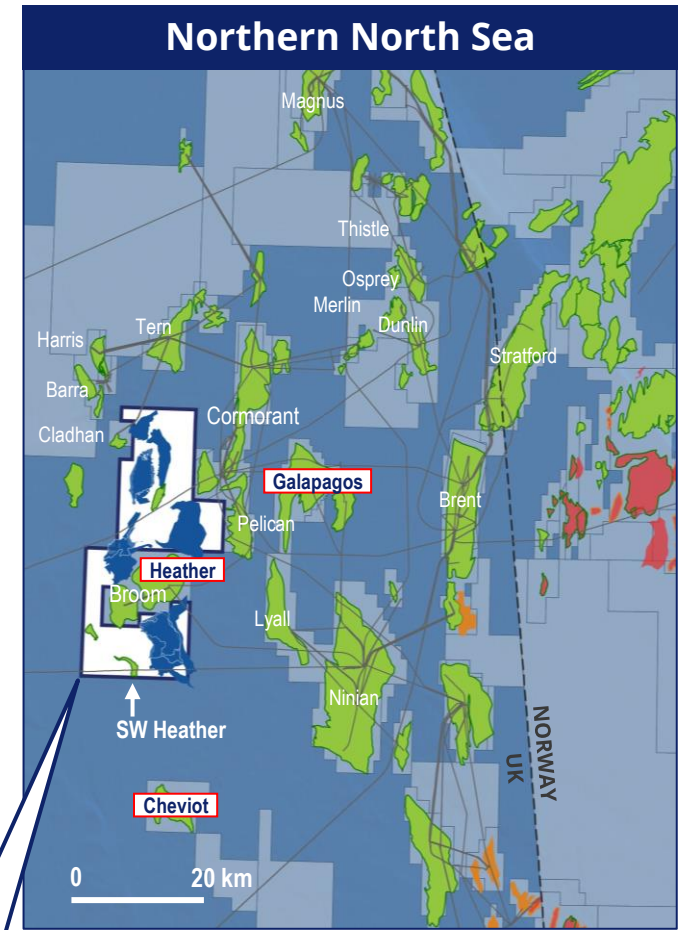 Northern North Sea
Magnus
Thistle
Osprey
Merlin
Dunlin
Harris
Tern
Stratford
Barra
Cormorant
Cladhan
Galapagos
Brent
Pelican
Heather
Broom
Lyall
Ninian
NORWAY
UK
SW Heather
Cheviot
0 20 km